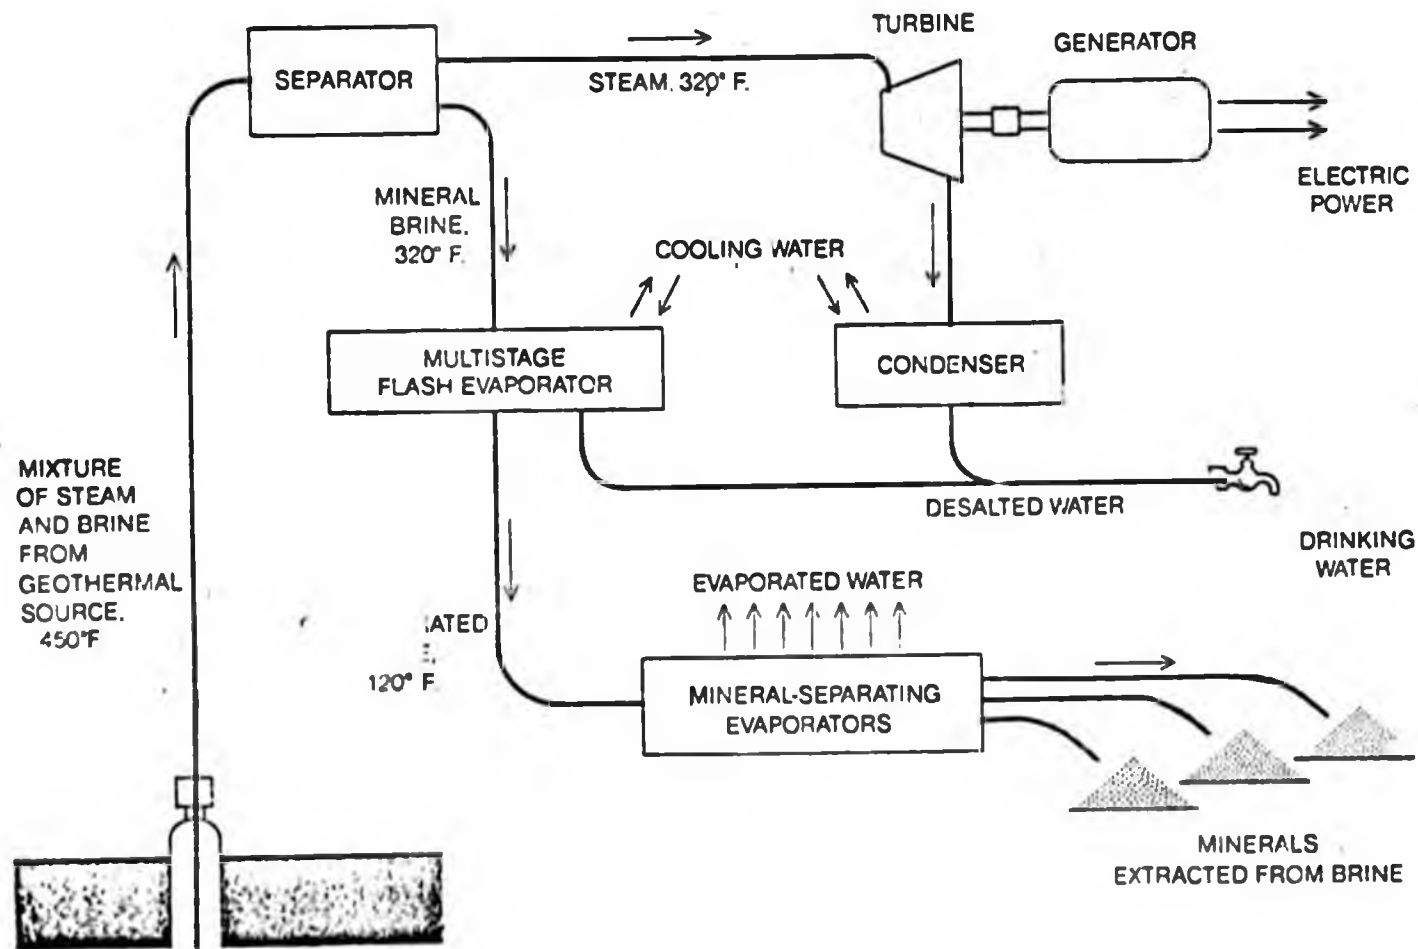 TURBINE
GENERATOR
SEPARATOR
STEAM, 320° F.
ELECTRIC
POWER
MINERAL
BRINE,
320° F.
COOLING WATER
MULTISTAGE
FLASH EVAPORATOR
CONDENSER
MIXTURE
OF STEAM
AND BRINE
FROM
GEOTHERMAL
SOURCE,
450°F
DESALTED WATER
DRINKING
WATER
EVAPORATED WATER
ATED
120° F.
MINERAL-SEPARATING
EVAPORATORS
MINERALS
EXTRACTED FROM BRINE